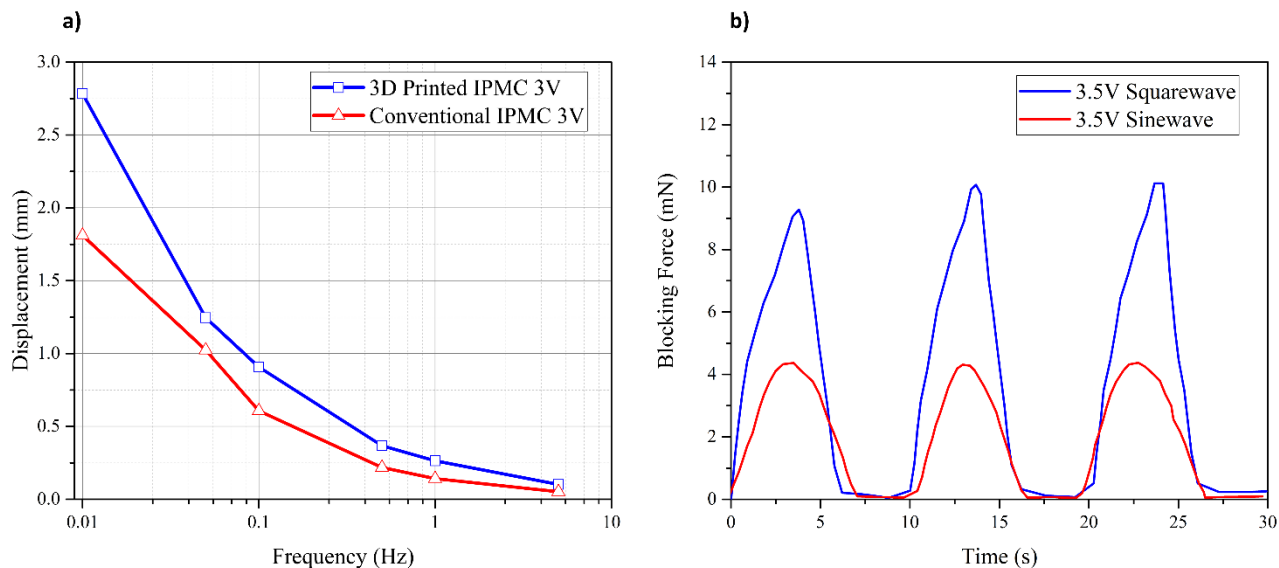 a)
3D Printed IPMC 3V
Conventional IPMC 3V
3.0
2.5
2.0
1.5
1.0
0.5
0.0
Displacement (mm)
0.01
0.1
1
10
Frequency (Hz)
b)
3.5V Squarewave
3.5V Sinewave
14
12
10
8
6
4
2
0
Blocking Force (mN)
0
5
10
15
20
25
30
Time (s)